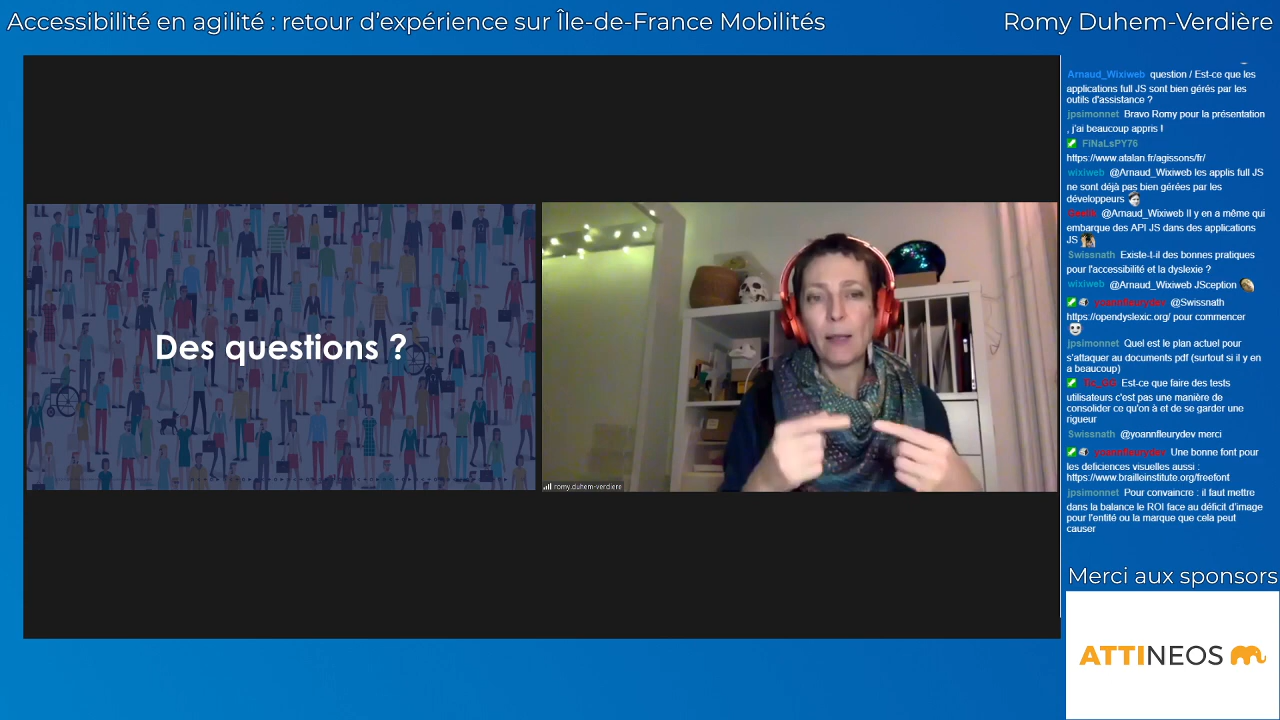 Accessibilité en agilité : retour d'expérience sur Île-de-France Mobilités
Romy Duhem-Verdière
Des questions ?
romy.duhem-verdiere
Arnaud_Wixiweb question / Est-ce que les
applications full JS sont bien gérés par les
outils d'assistance ?
jpsimonnet Bravo Romy pour la présentation
, j'ai beaucoup appris !
FINaLsPY76
https://www.atalan.fr/agissons/fr/
wixiweb @Arnaud_Wixiweb les applis full JS
ne sont déjà pas bien gérées par les
développeurs
@Arnaud_Wixiweb Il y en a même qui
embarque des API JS dans des applications
JS
Swissnath Existe-t-il des bonnes pratiques
pour l'accessibilité et la dyslexie ?
wixiweb @Arnaud_Wixiweb JSception
yoannfleurydev @Swissnath
https://opendyslexic.org/ pour commencer
jpsimonnet Quel est le plan actuel pour
s'attaquer au documents pdf (surtout si il y en
a beaucoup)
Est-ce que faire des tests
utilisateurs c'est pas une manière de
consolider ce qu'on à et de se garder une
rigueur
Swissnath @yoannfleurydev merci
yoannfleurydev Une bonne font pour
les deficiences visuelles aussi :
https://www.brailleinstitute.org/freefont
jpsimonnet Pour convaincre : il faut mettre
dans la balance le ROI face au déficit d'image
pour l'entité ou la marque que cela peut
causer
Merci aux sponsors
ATTINEOS